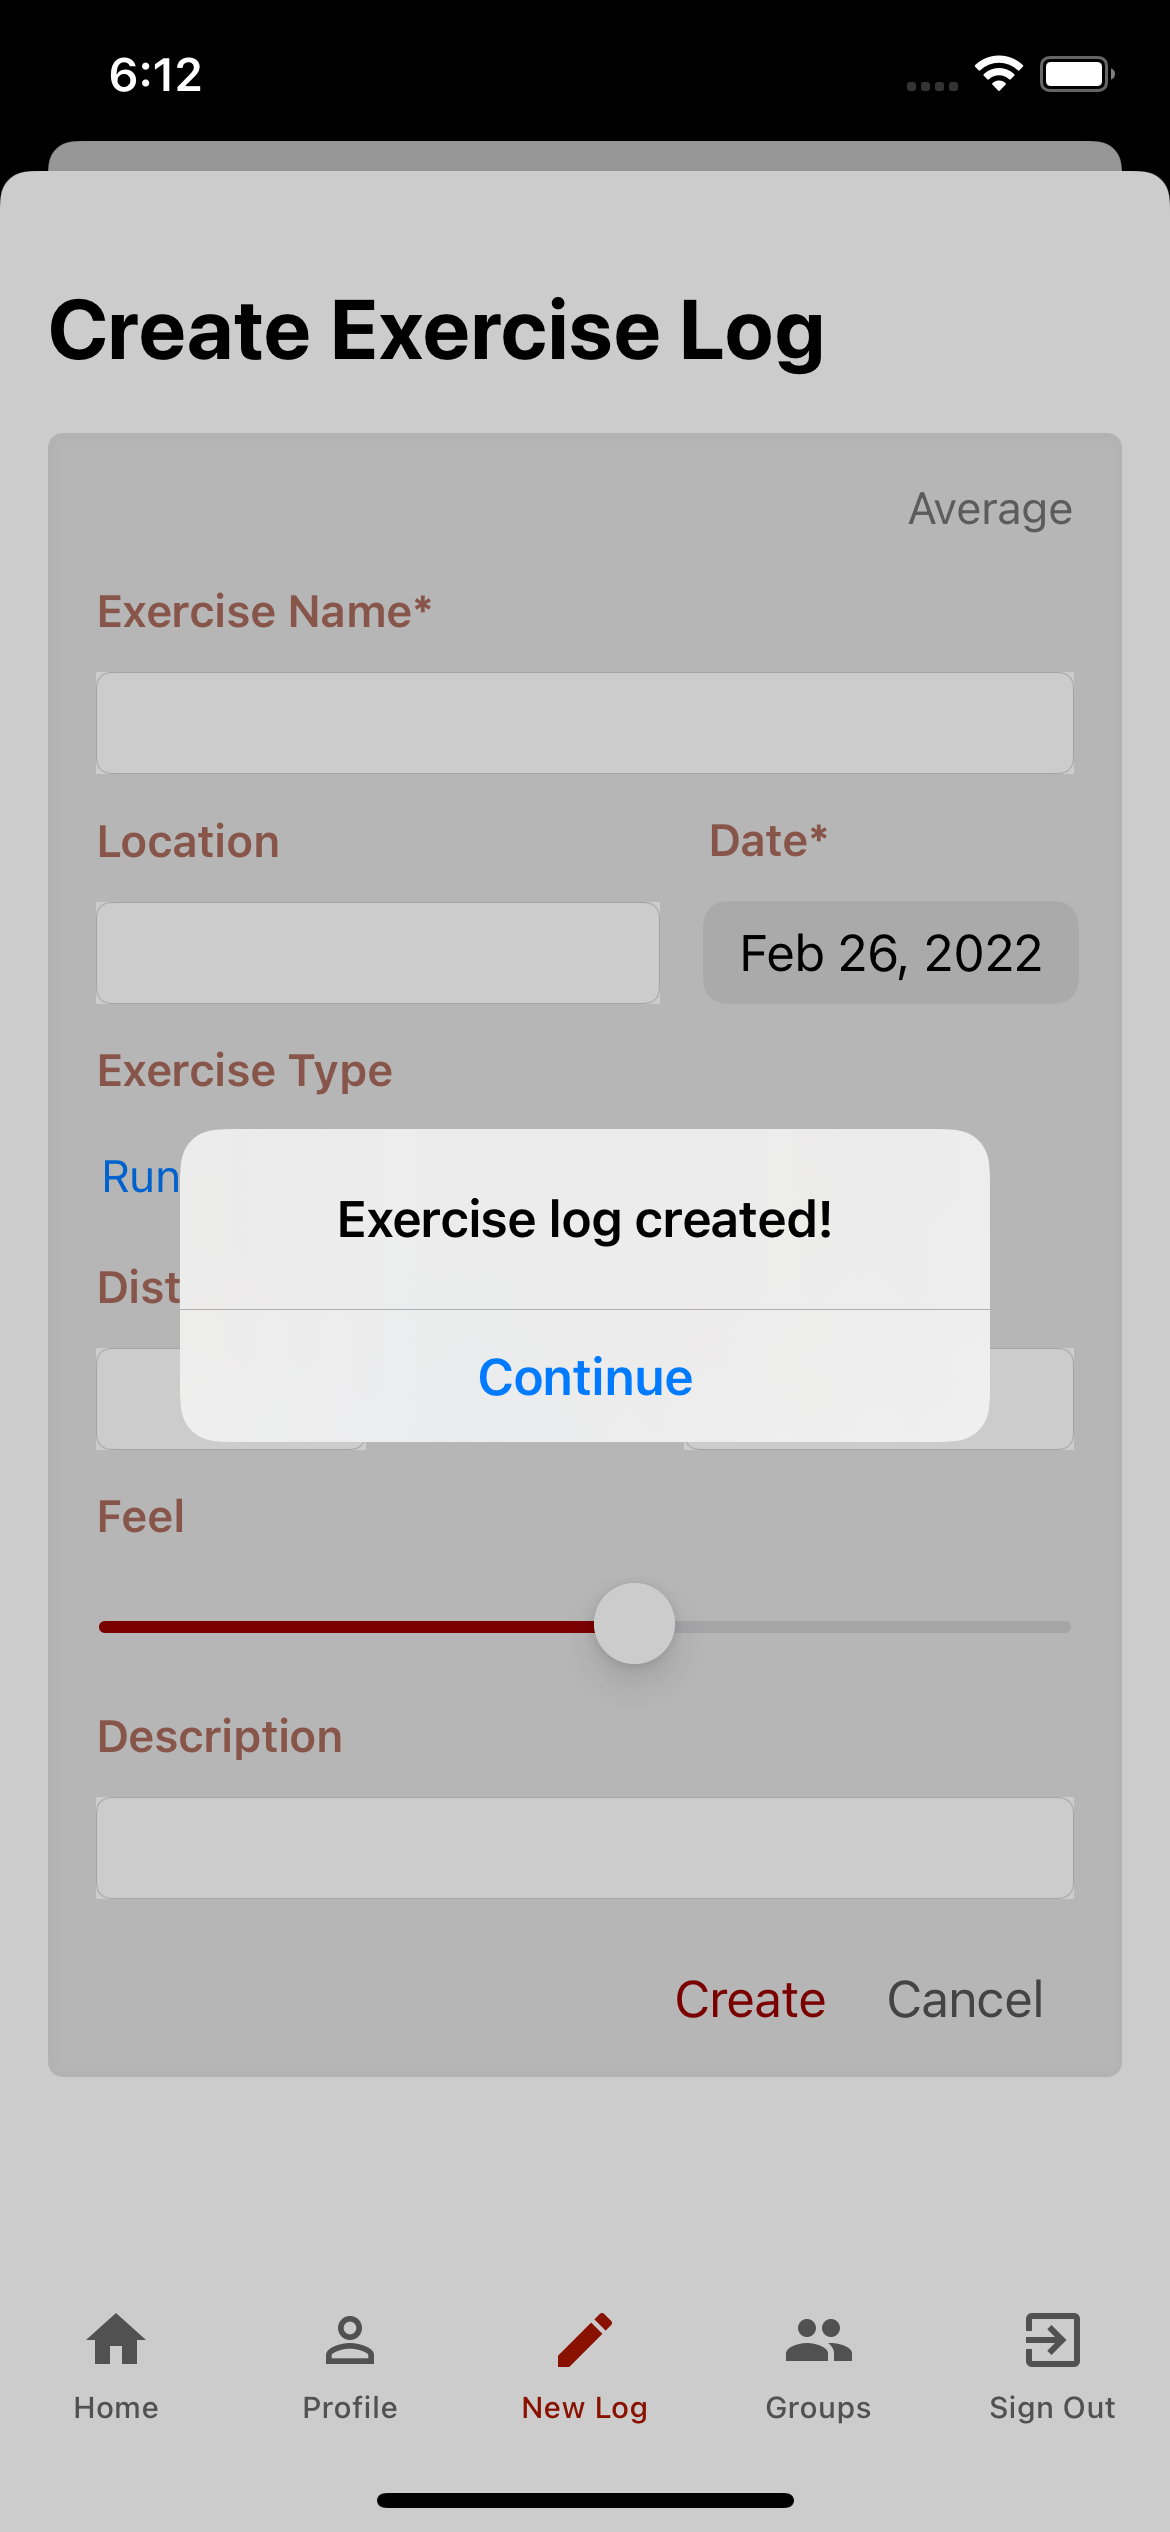 6:12
Create Exercise Log
Average
Exercise Name*
Location
Date*
Feb 26, 2022
Exercise Type
Run
Exercise log created!
Dist
Continue
Feel
Description
Create
Cancel
Home
Profile
New Log
Groups
Sign Out